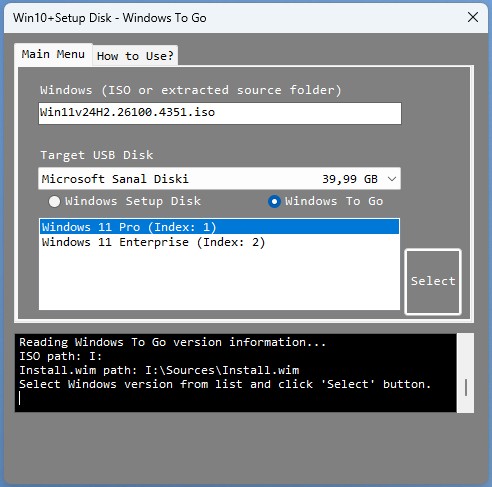 Win10+Setup Disk - Windows To Go
Main Menu
How to Use?
Windows (ISO or extracted source folder)
Win11v24H2.26100.4351.iso
Target USB Disk
Microsoft Sanal Diski 39,99 GB
Windows Setup Disk
Windows To Go
Windows 11 Pro (Index: 1)
Windows 11 Enterprise (Index: 2)
Select
Reading Windows To Go version information...
ISO path: I:
Install.wim path: I:\Sources\Install.wim
Select Windows version from list and click 'Select' button.